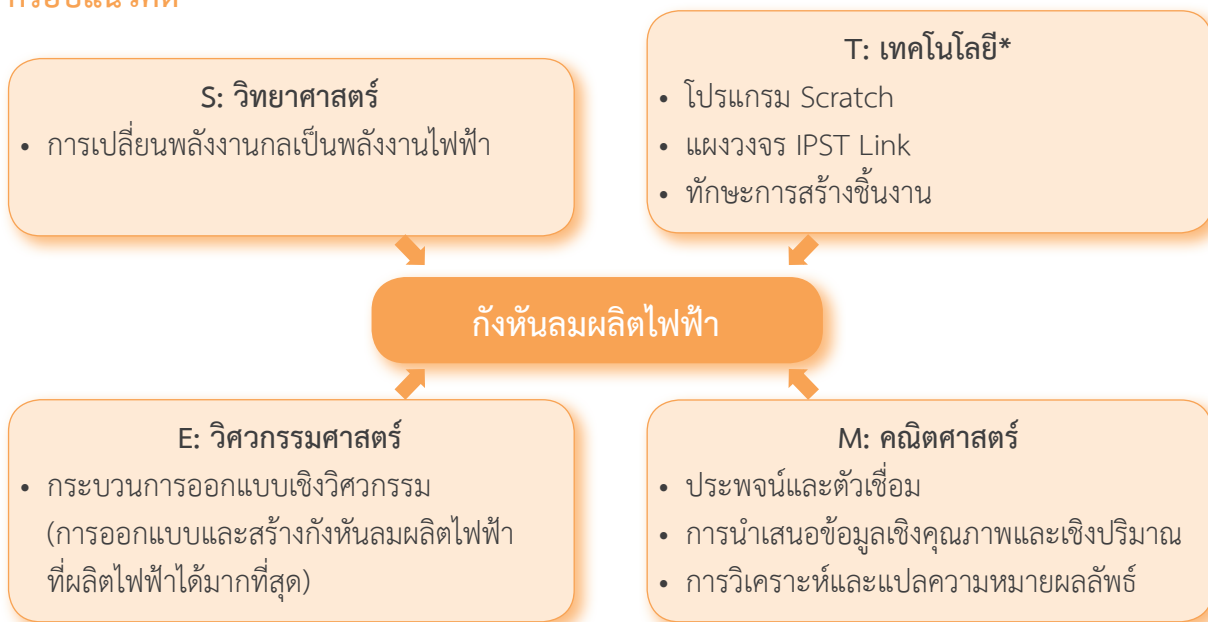 S: วิทยาศาสตร์
• การเปลี่ยนพลังงานกลเป็นพลังงานไฟฟ้า
T: เทคโนโลยี*
• โปรแกรม Scratch
• แผงวงจร IPST Link
• ทักษะการสร้างชิ้นงาน
กังหันลมผลิตไฟฟ้า
E: วิศวกรรมศาสตร์
• กระบวนการออกแบบเชิงวิศวกรรม
(การออกแบบและสร้างกังหันลมผลิตไฟฟ้า
ที่ผลิตไฟฟ้าได้มากที่สุด)
M: คณิตศาสตร์
• ประพจน์และตัวเชื่อม
• การนำเสนอข้อมูลเชิงคุณภาพและเชิงปริมาณ
• การวิเคราะห์และแปลความหมายผลลัพธ์